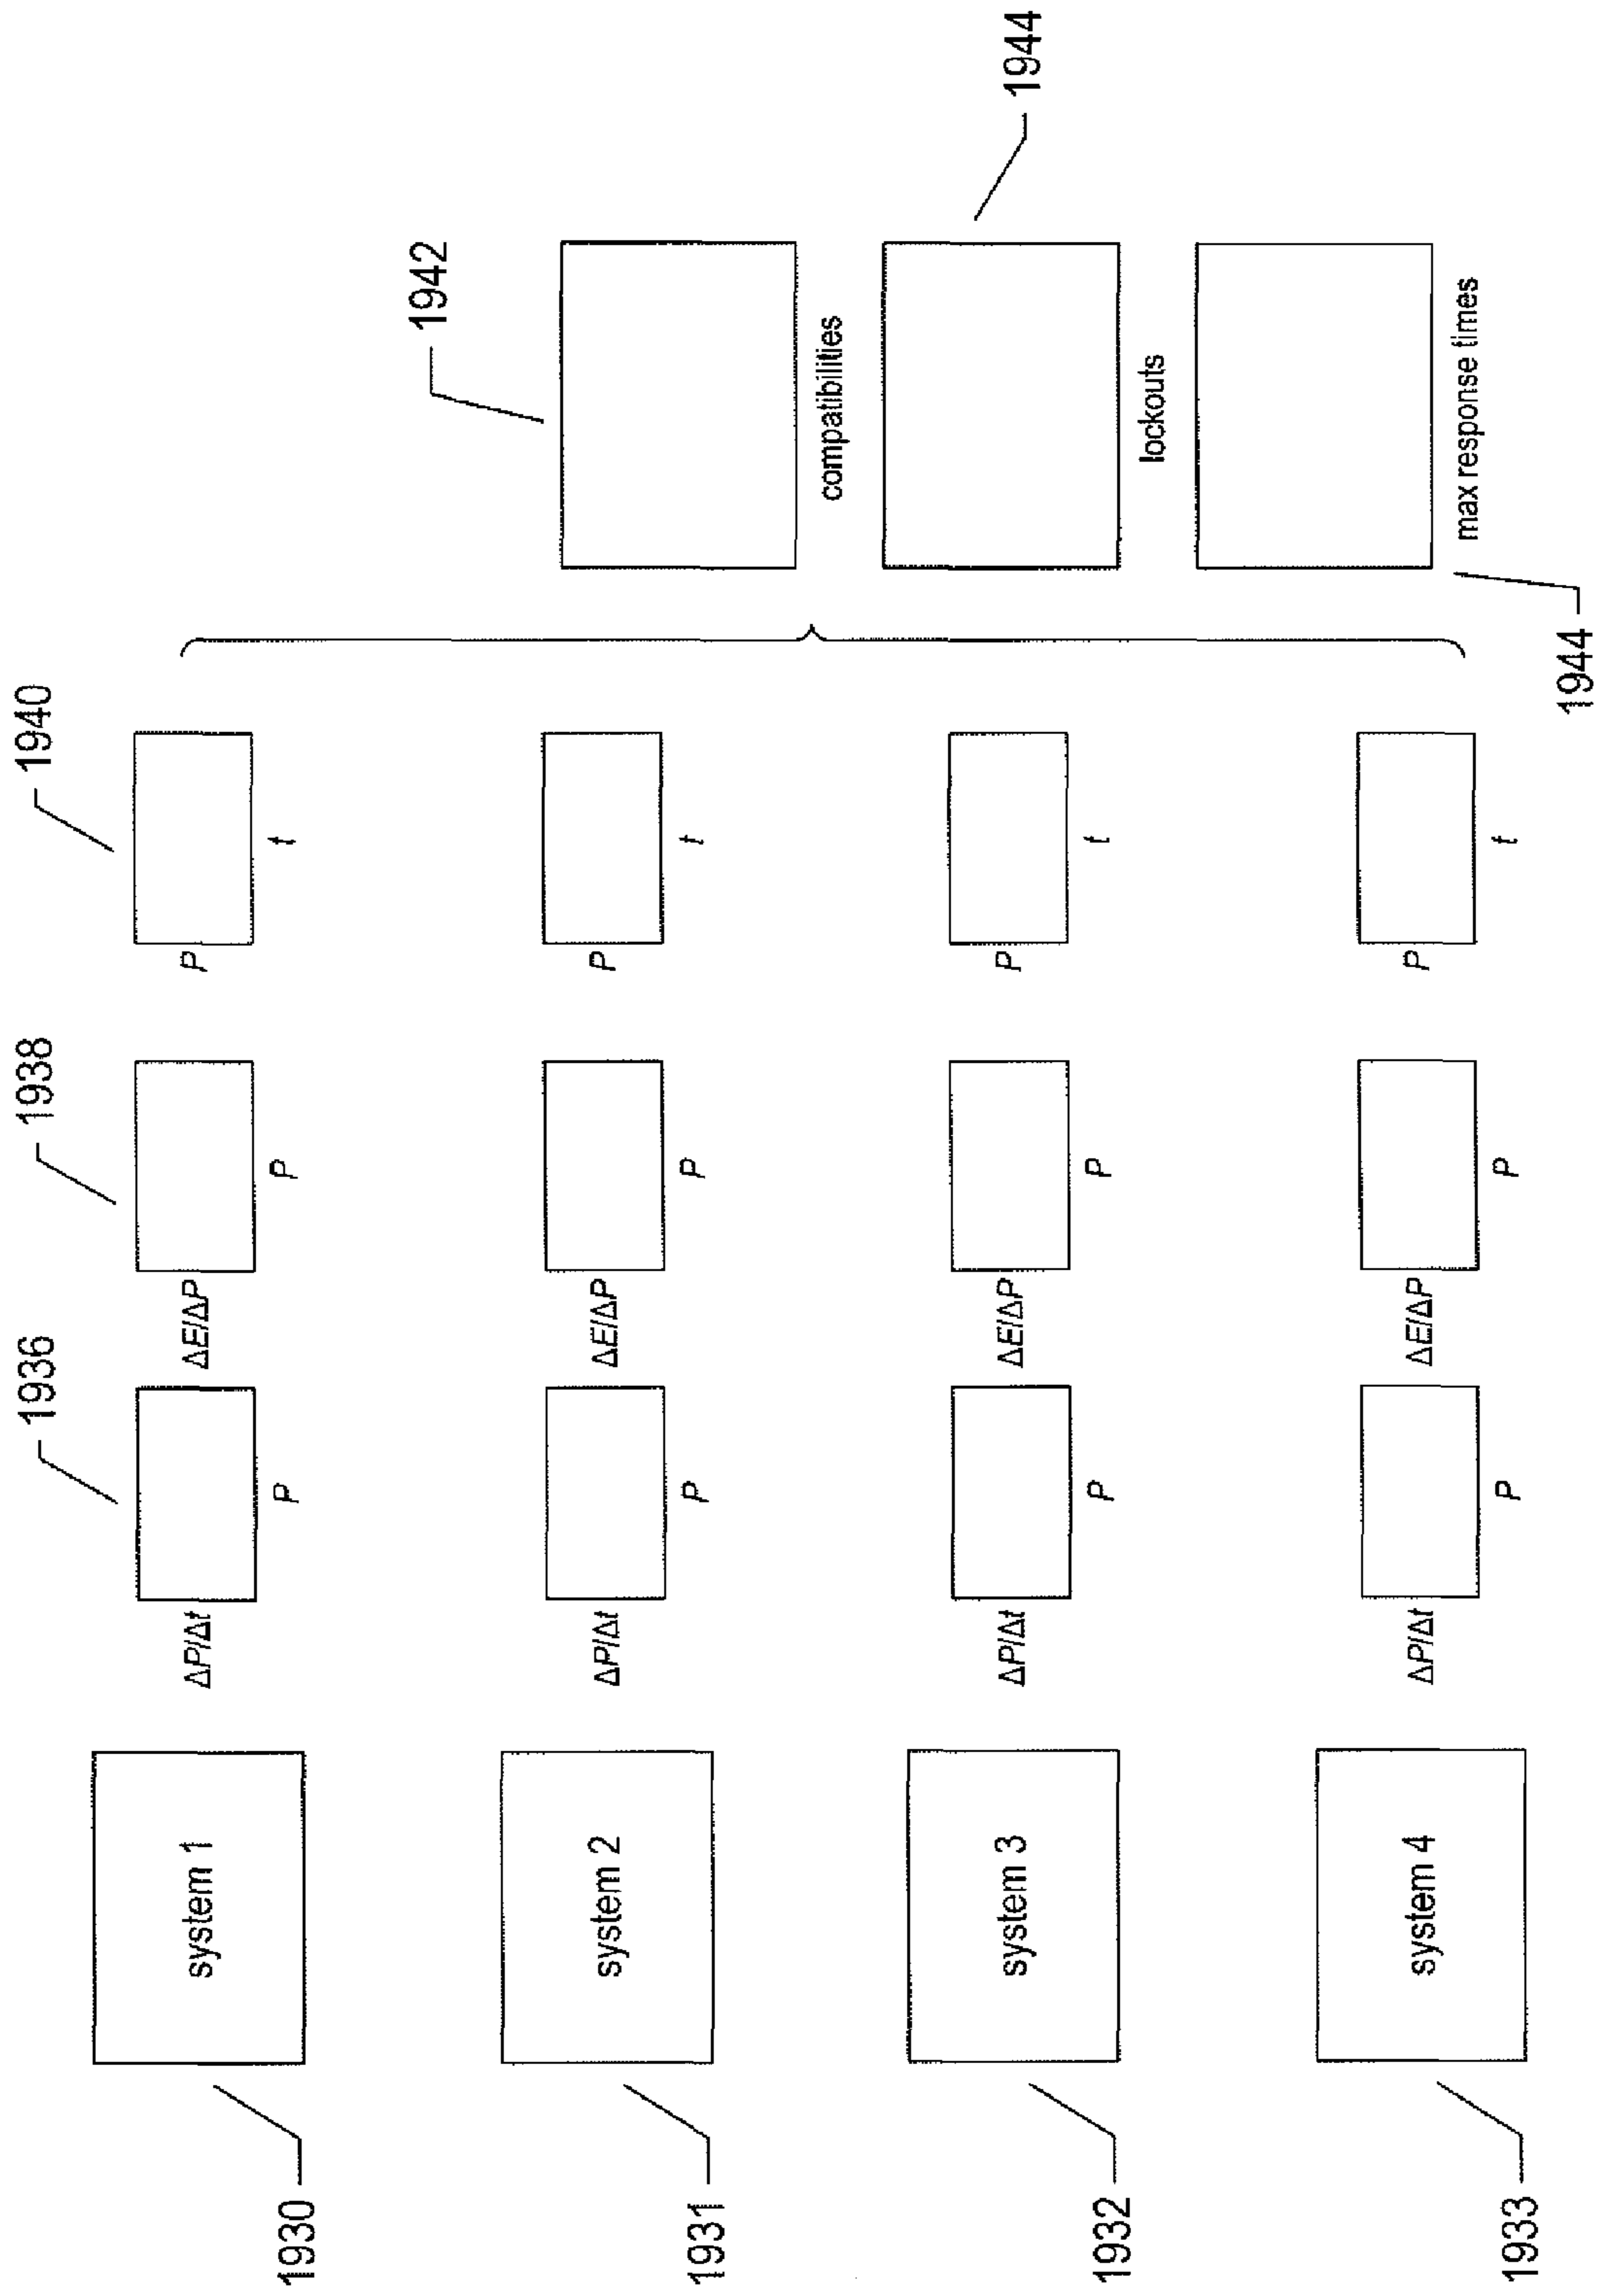 1940
1938
1936
1942
1944
system 1
ΔP/Δt
P
ΔE/ΔP
P
P
t
1930
system 2
ΔP/Δt
P
ΔE/ΔP
P
P
t
1931
compatibilities
system 3
ΔP/Δt
P
ΔE/ΔP
P
P
t
1932
lockouts
system 4
ΔP/Δt
P
ΔE/ΔP
P
P
t
1933
max response times
1944